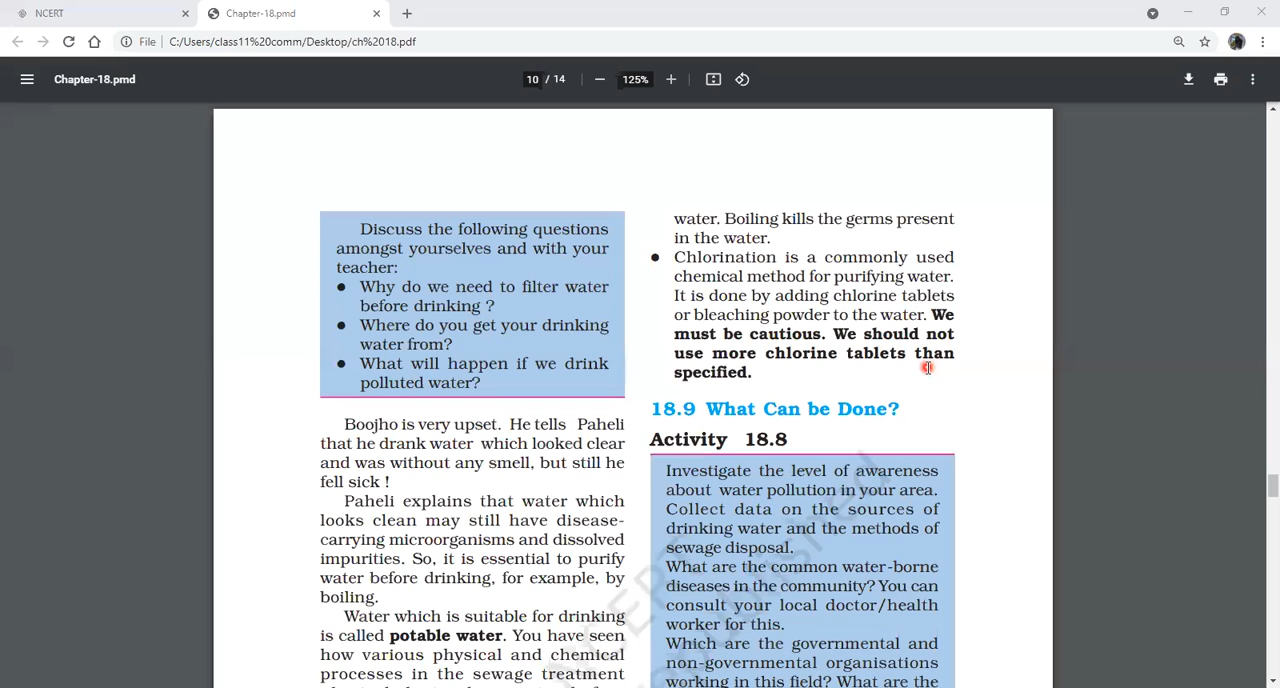 NCERT
Chapter-18.pmd
File
C:/Users/class11%20comm/Desktop/ch%2018.pdf
Chapter-18.pmd
10 / 14
125%
Discuss the following questions
amongst yourselves and with your
teacher:
● Why do we need to filter water
before drinking ?
● Where do you get your drinking
water from?
● What will happen if we drink
polluted water?
Boojho is very upset. He tells Paheli
that he drank water which looked clear
and was without any smell, but still he
fell sick !
Paheli explains that water which
looks clean may still have disease-
carrying microorganisms and dissolved
impurities. So, it is essential to purify
water before drinking, for example, by
boiling.
Water which is suitable for drinking
is called potable water. You have seen
how various physical and chemical
processes in the sewage treatment
water. Boiling kills the germs present
in the water.
● Chlorination is a commonly used
chemical method for purifying water.
It is done by adding chlorine tablets
or bleaching powder to the water. We
must be cautious. We should not
use more chlorine tablets than
specified.
18.9 What Can be Done?
Activity 18.8
Investigate the level of awareness
about water pollution in your area.
Collect data on the sources of
drinking water and the methods of
sewage disposal.
What are the common water-borne
diseases in the community? You can
consult your local doctor/health
worker for this.
Which are the governmental and
non-governmental organisations
working in this field? What are the
NCERT
published